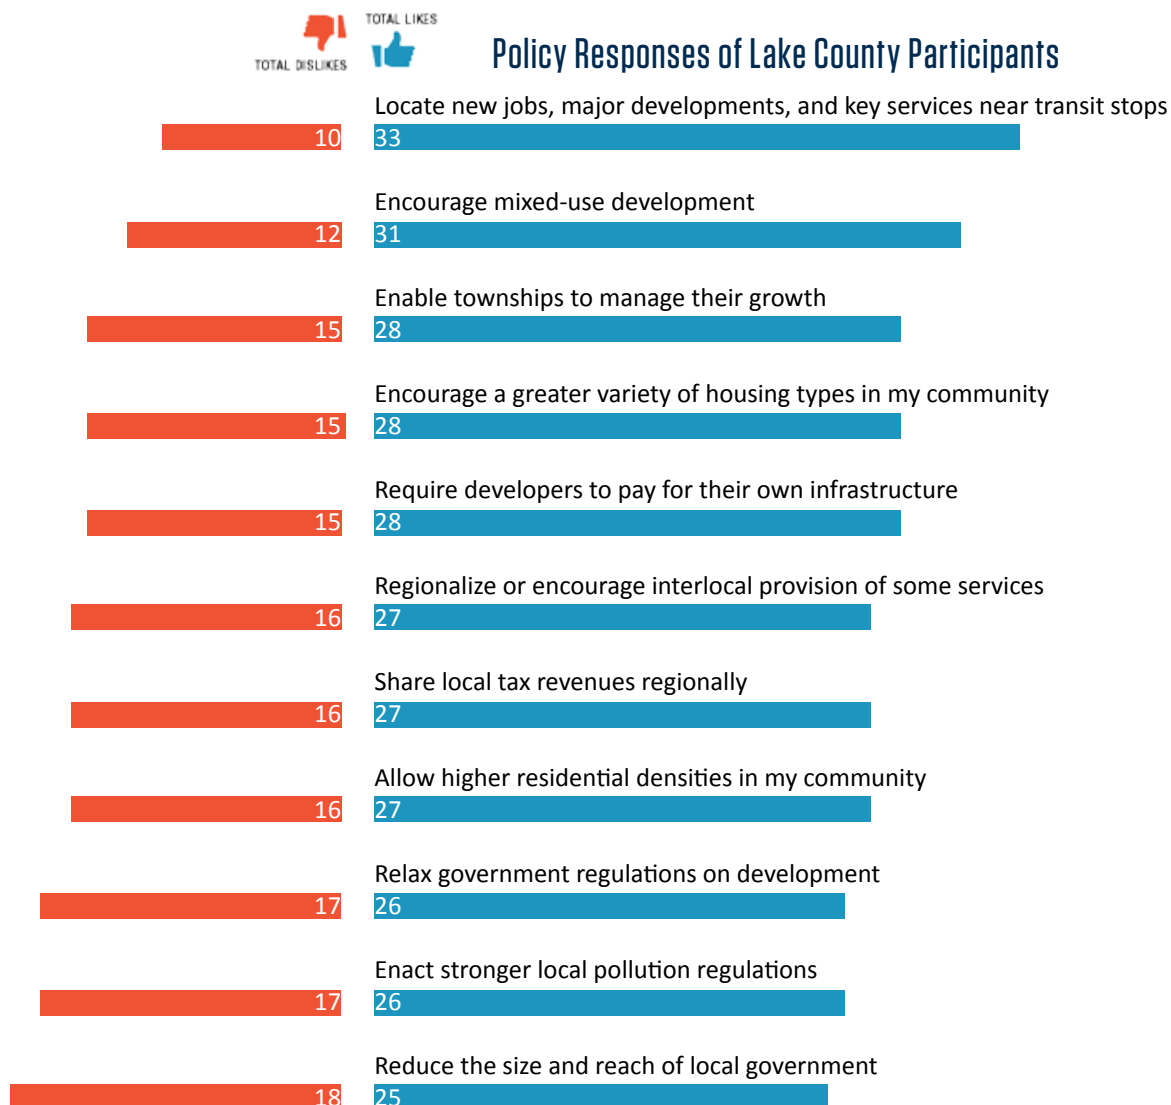 TOTAL LIKES
TOTAL DISLIKES
Policy Responses of Lake County Participants
Locate new jobs, major developments, and key services near transit stops
10 33
Encourage mixed-use development
12 31
Enable townships to manage their growth
15 28
Encourage a greater variety of housing types in my community
15 28
Require developers to pay for their own infrastructure
15 28
Regionalize or encourage interlocal provision of some services
16 27
Share local tax revenues regionally
16 27
Allow higher residential densities in my community
16 27
Relax government regulations on development
17 26
Enact stronger local pollution regulations
17 26
Reduce the size and reach of local government
18 25